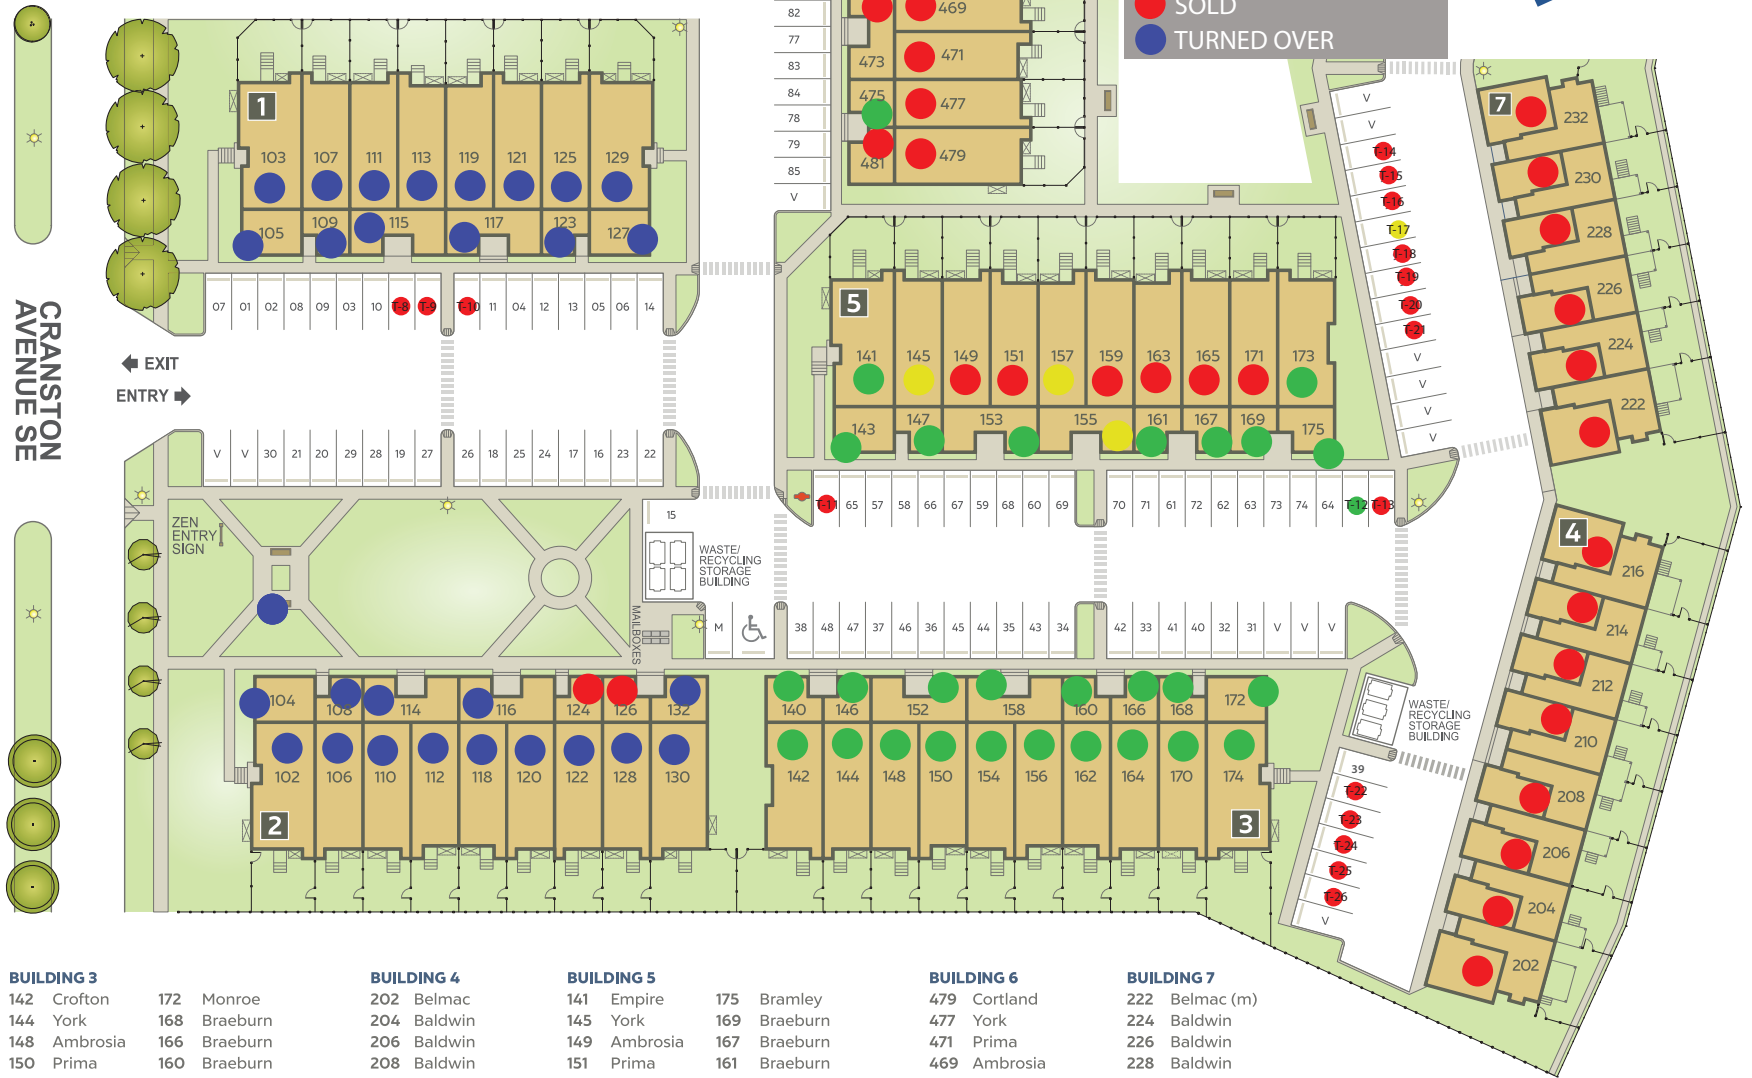 SOLD
TURNED OVER
CRANSTON
AVENUE SE
EXIT
ENTRY
1
103 107 111 113 119 121 125 129
105 109 115 117 123 127
07 01 02 08 09 03 10 T-8 T-9 T-10 11 04 12 13 05 06 14
V V 30 21 20 29 28 19 27 26 18 25 24 17 16 23 22
82
77
83
84
78
79
85
V
469
473 471
475 477
481 479
5
141 145 149 151 157 159 163 165 171 173
143 147 153 155 161 167 169 175
T-11 65 57 58 66 67 59 68 60 69 70 71 61 72 62 63 73 74 64 T-12 T-13
V
V
T-14
T-15
T-16
T-17
T-18
T-19
T-20
T-21
V
V
V
V
7
232
230
228
226
224
222
4
216
214
212
210
208
206
204
202
ZEN
ENTRY
SIGN
15
WASTE/
RECYCLING
STORAGE
BUILDING
MAILBOXES
M 38 48 47 37 46 36 45 44 35 43 34 42 33 41 40 32 31 V V V
104 108 114 116 124 126 132
102 106 110 112 118 120 122 128 130
2
140 146 152 158 160 166 168 172
142 144 148 150 154 156 162 164 170 174
3
WASTE/
RECYCLING
STORAGE
BUILDING
39
T-22
T-23
T-24
T-25
T-26
V
BUILDING 3
142 Crofton 172 Monroe
144 York 168 Braeburn
148 Ambrosia 166 Braeburn
150 Prima 160 Braeburn
BUILDING 4
202 Belmac
204 Baldwin
206 Baldwin
208 Baldwin
BUILDING 5
141 Empire 175 Bramley
145 York 169 Braeburn
149 Ambrosia 167 Braeburn
151 Prima 161 Braeburn
BUILDING 6
479 Cortland
477 York
471 Prima
469 Ambrosia
BUILDING 7
222 Belmac (m)
224 Baldwin
226 Baldwin
228 Baldwin